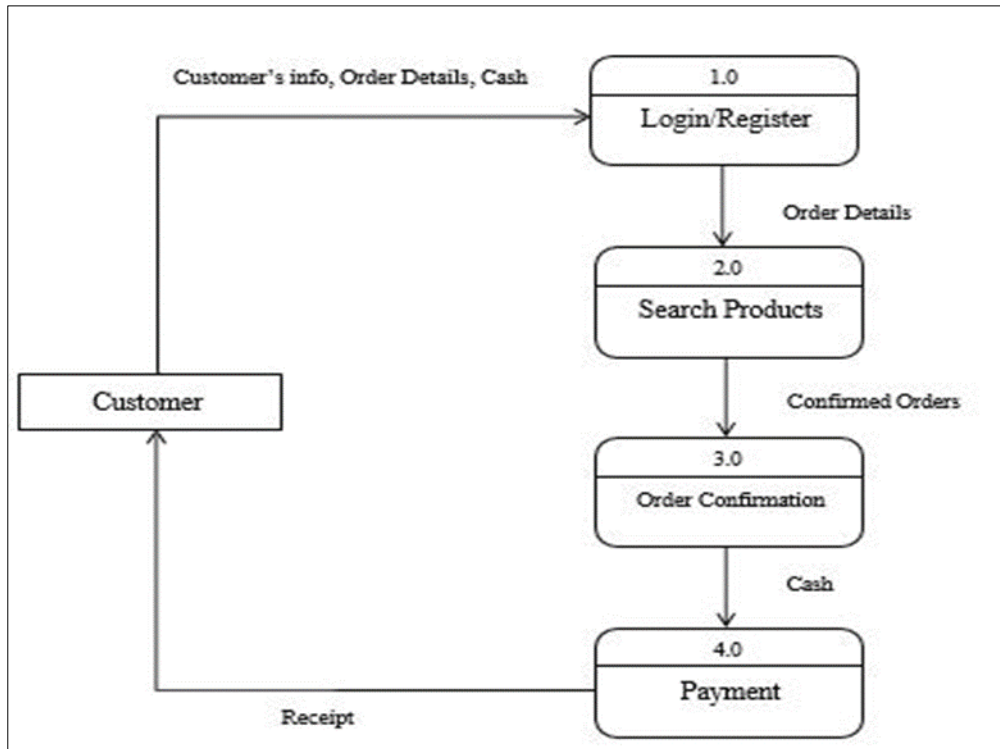 Customer’s info, Order Details, Cash
1.0
Login/Register
Order Details
2.0
Search Products
Customer
Confirmed Orders
3.0
Order Confirmation
Cash
4.0
Payment
Receipt